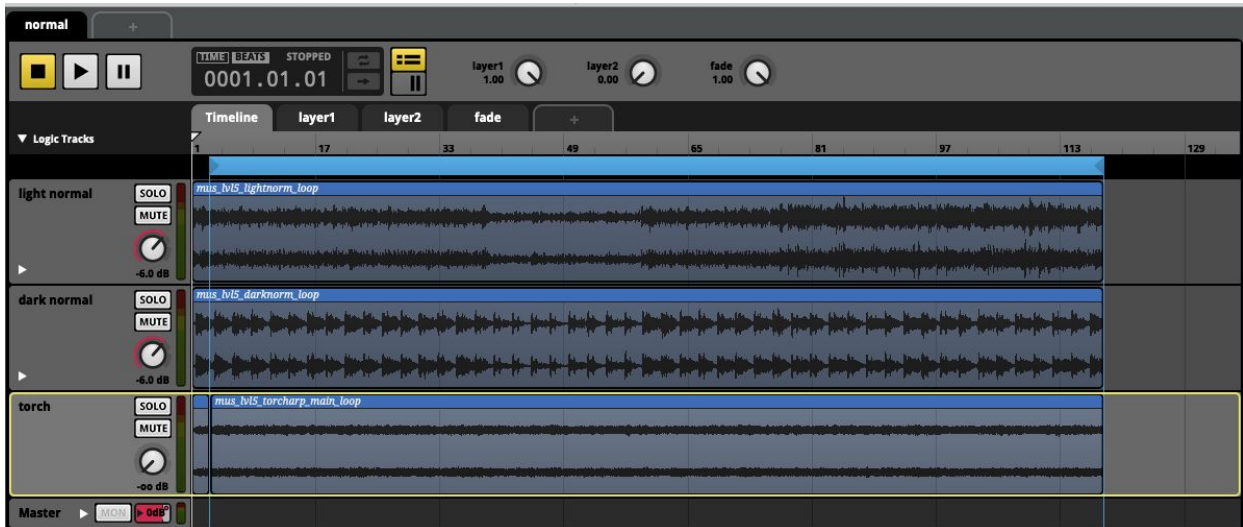 normal +
TIME BEATS STOPPED
0001.01.01
layer1
1.00
layer2
0.00
fade
1.00
Timeline layer1 layer2 fade +
Logic Tracks
1 17 33 49 65 81 97 113 129
light normal SOLO
MUTE
-6.0 dB
mus_lvl5_lightnorm_loop
dark normal SOLO
MUTE
-6.0 dB
mus_lvl5_darknorm_loop
torch SOLO
MUTE
-oo dB
mus_lvl5_torcharp_main_loop
Master MON 0dB